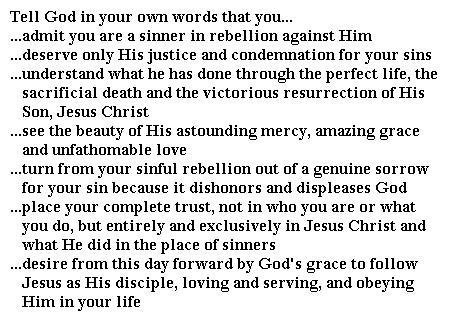 Tell God in your own words that you...
...admit you are a sinner in rebellion against Him
...deserve only His justice and condemnation for your sins
...understand what he has done through the perfect life, the
sacrificial death and the victorious resurrection of His
Son, Jesus Christ
...see the beauty of His astounding mercy, amazing grace
and unfathomable love
...turn from your sinful rebellion out of a genuine sorrow
for your sin because it dishonors and displeases God
...place your complete trust, not in who you are or what
you do, but entirely and exclusively in Jesus Christ and
what He did in the place of sinners
...desire from this day forward by God's grace to follow
Jesus as His disciple, loving and serving, and obeying
Him in your life